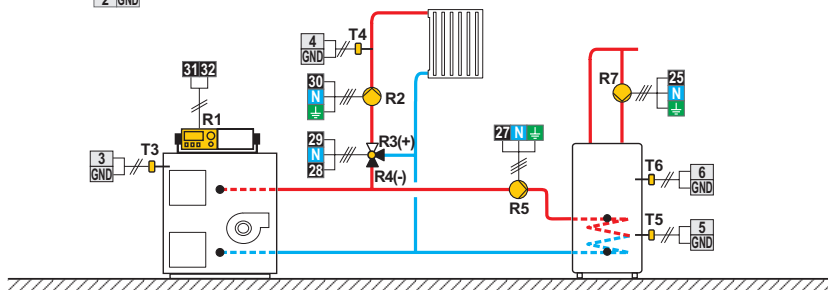 2 GND
4
GND
T4
31 32
R1
30
N
R2
R7
25
N
29
N
28
R3(+)
R4(-)
27 N
3
GND
T3
T6
6
GND
R5
T5
5
GND